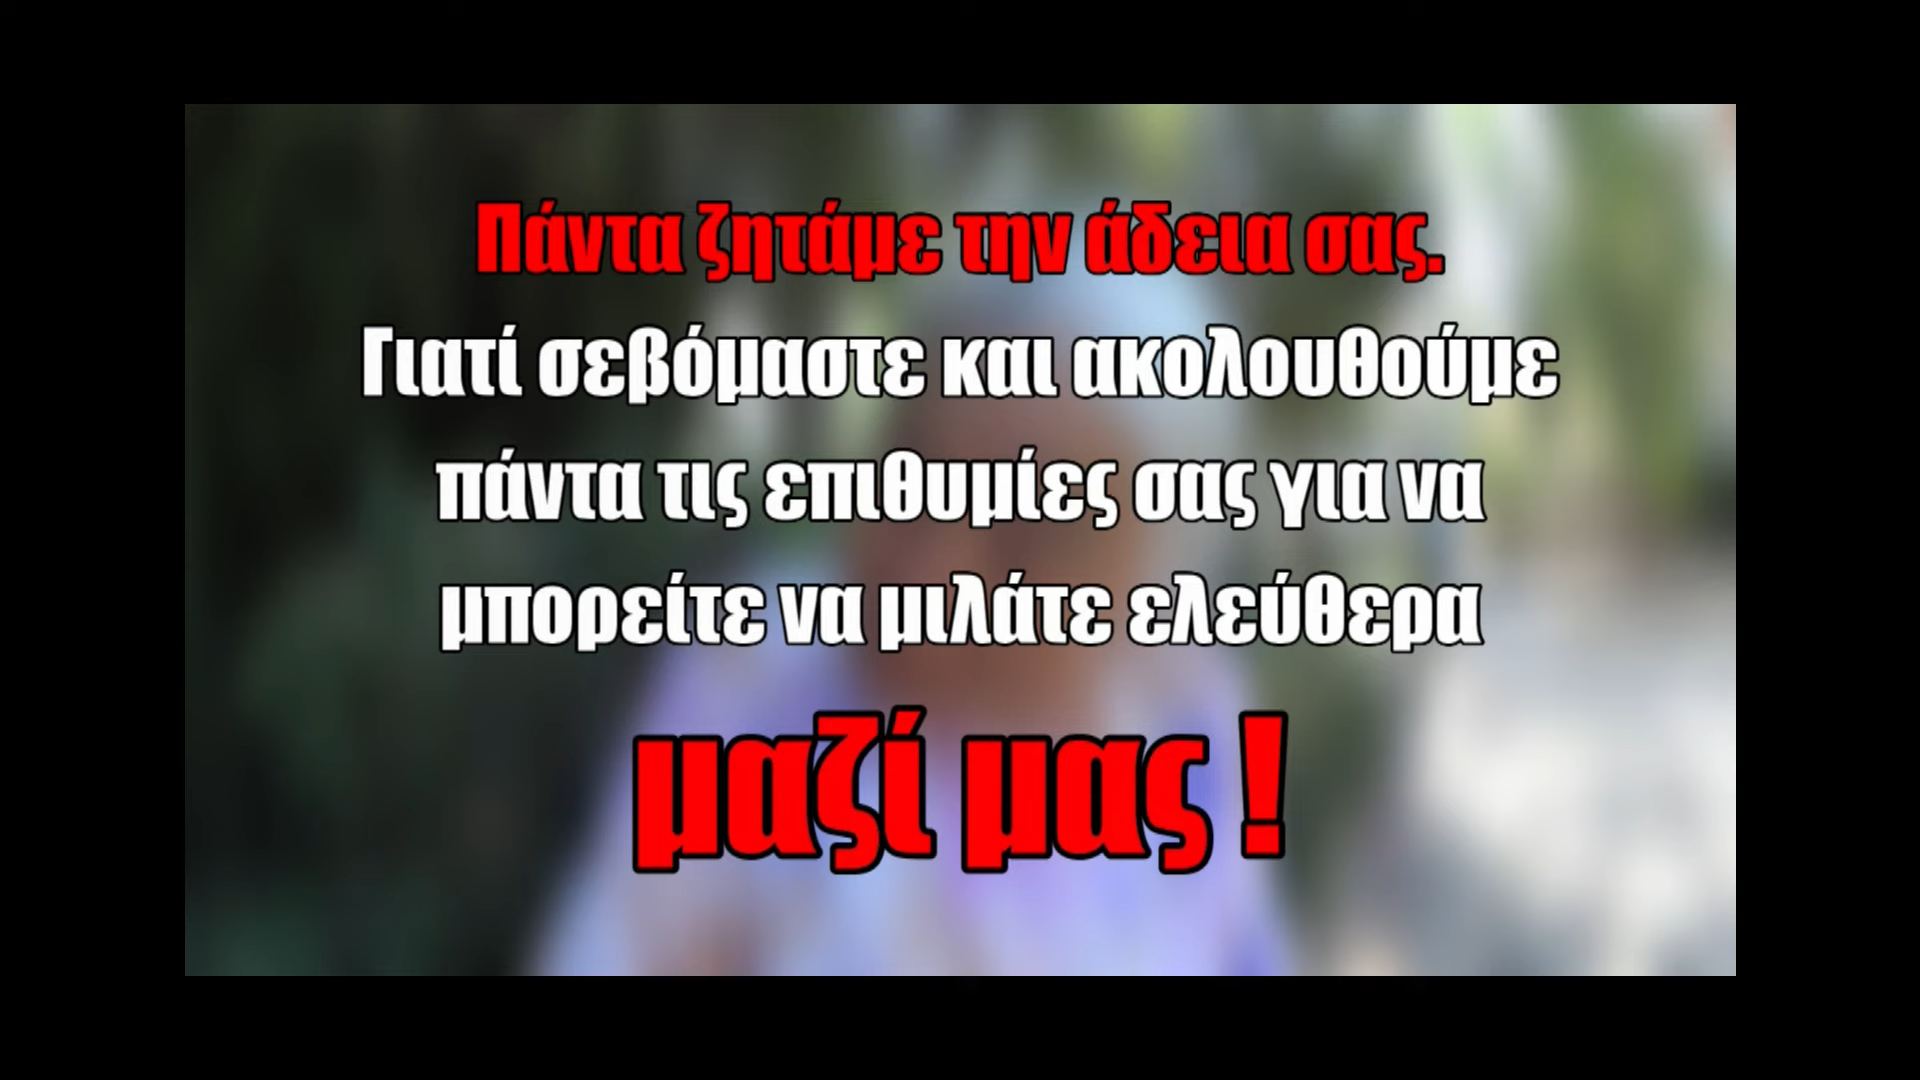 Πάντα ζητάμε την άδεια σας.
Γιατί σεβόμαστε και ακολουθούμε
πάντα τις επιθυμίες σας για να
μπορείτε να μιλάτε ελεύθερα
μαζί μας !